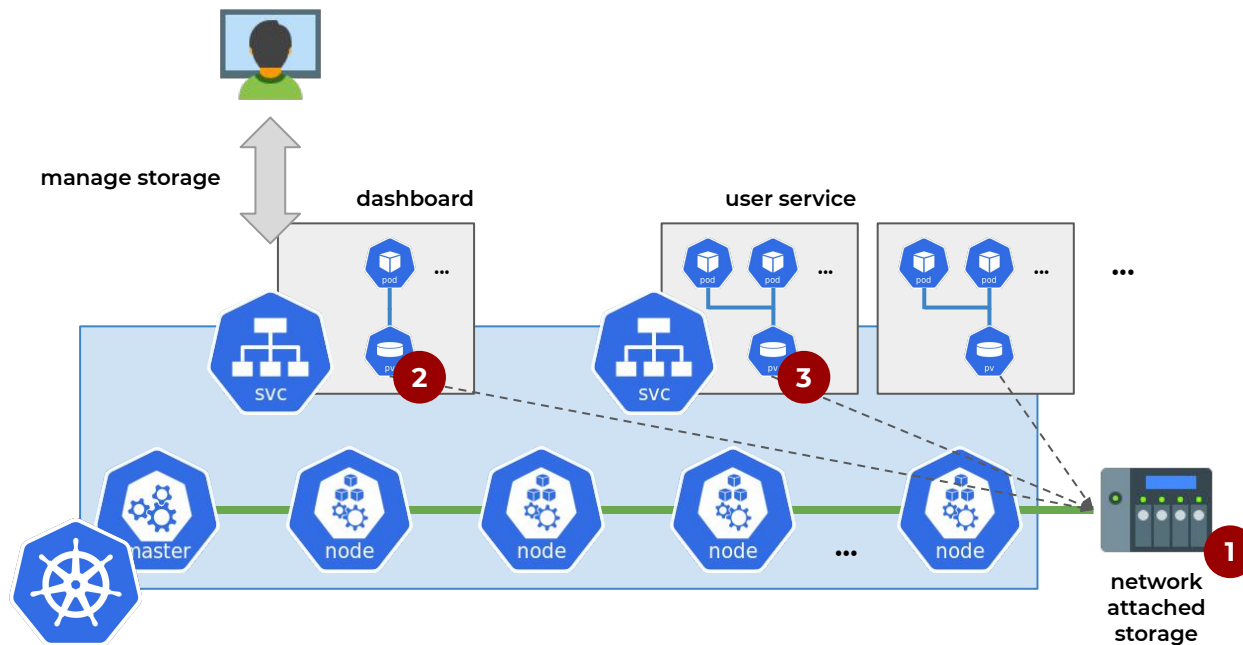 manage storage
dashboard
user service
pod
...
pod
pod
...
pod
pod
...
...
svc
pv
2
svc
pv
3
pv
master
node
node
node
...
node
1
network
attached
storage